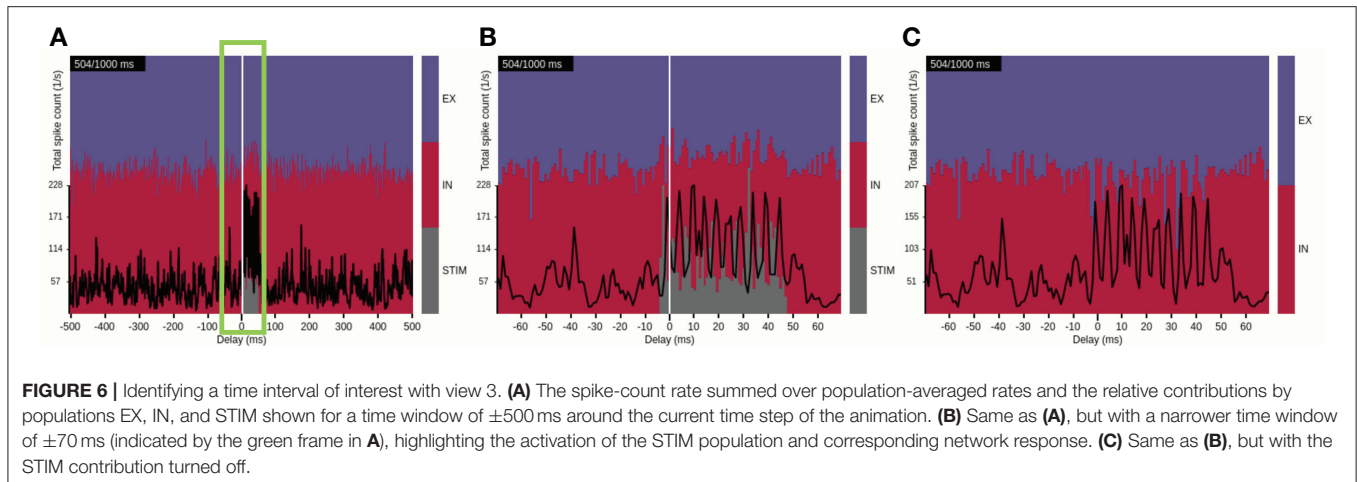 A
504/1000 ms
Total spike count (1/s)
228
171
114
57
-500 -400 -300 -200 -100 0 100 200 300 400 500
Delay (ms)
EX
IN
STIM
B
504/1000 ms
Total spike count (1/s)
228
171
114
57
-60 -50 -40 -30 -20 -10 0 10 20 30 40 50 60
Delay (ms)
EX
IN
STIM
C
504/1000 ms
Total spike count (1/s)
207
155
103
51
-60 -50 -40 -30 -20 -10 0 10 20 30 40 50 60
Delay (ms)
EX
IN
FIGURE 6 | Identifying a time interval of interest with view 3. (A) The spike-count rate summed over population-averaged rates and the relative contributions by
populations EX, IN, and STIM shown for a time window of ±500 ms around the current time step of the animation. (B) Same as (A), but with a narrower time window
of ±70 ms (indicated by the green frame in A), highlighting the activation of the STIM population and corresponding network response. (C) Same as (B), but with the
STIM contribution turned off.